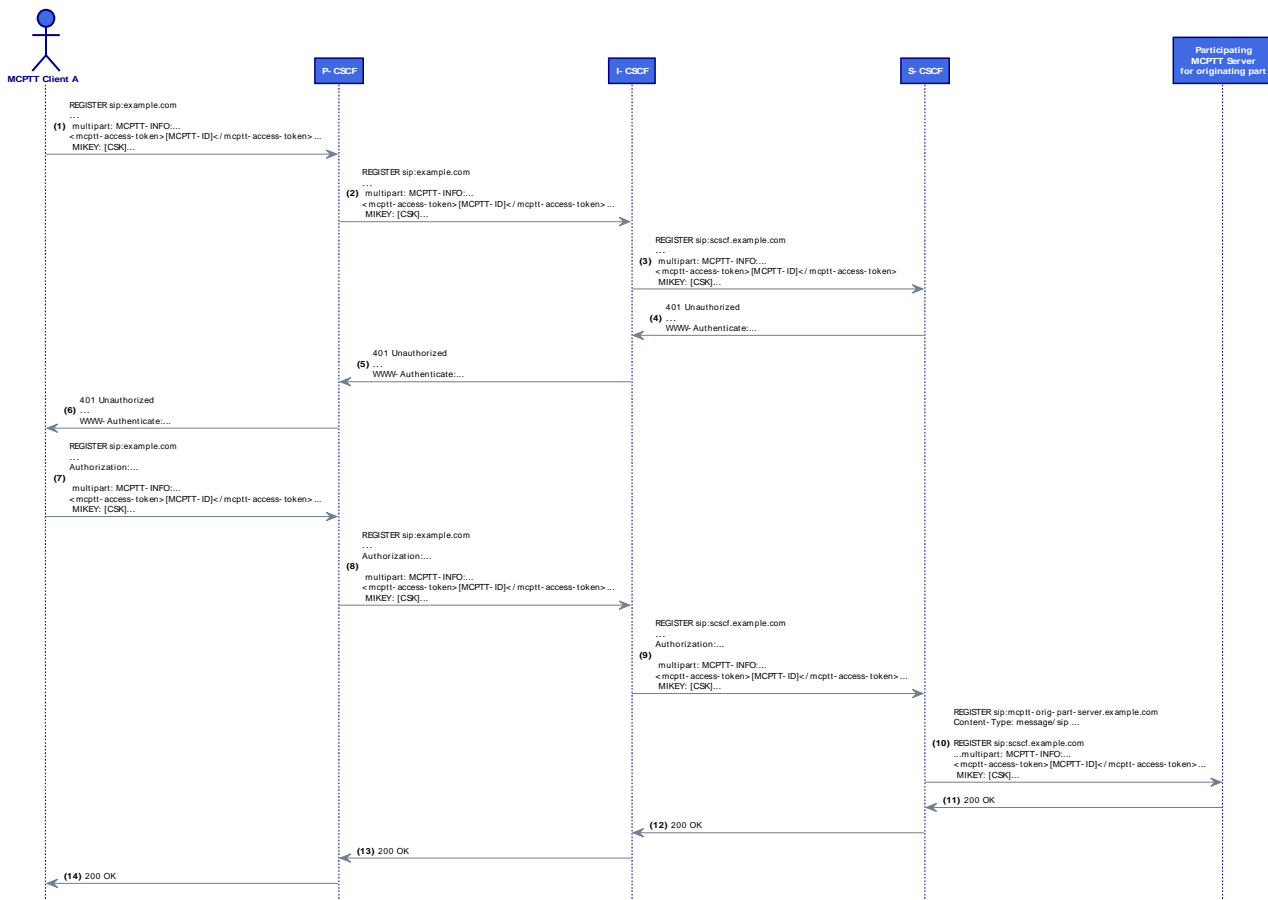 MCPTT Client A
P- CSCF
I- CSCF
S- CSCF
Participating
MCPTT Server
for originating part
REGISTER sip:example.com
...
(1) multipart: MCPTT- INFO:...
<mcptt- access- token>[MCPTT- ID]</ mcptt- access- token>...
MIKEY: [CSK]...
REGISTER sip:example.com
...
(2) multipart: MCPTT- INFO:...
<mcptt- access- token>[MCPTT- ID]</ mcptt- access- token>...
MIKEY: [CSK]...
REGISTER sip:scscf.example.com
...
(3) multipart: MCPTT- INFO:...
<mcptt- access- token>[MCPTT- ID]</ mcptt- access- token>
MIKEY: [CSK]...
401 Unauthorized
(4) ...
WWW- Authenticate:...
401 Unauthorized
(5) ...
WWW- Authenticate:...
401 Unauthorized
(6) ...
WWW- Authenticate:...
REGISTER sip:example.com
...
Authorization:...
(7)
multipart: MCPTT- INFO:...
<mcptt- access- token>[MCPTT- ID]</ mcptt- access- token>...
MIKEY: [CSK]...
REGISTER sip:example.com
...
Authorization:...
(8)
multipart: MCPTT- INFO:...
<mcptt- access- token>[MCPTT- ID]</ mcptt- access- token>...
MIKEY: [CSK]...
REGISTER sip:scscf.example.com
...
Authorization:...
(9)
multipart: MCPTT- INFO:...
<mcptt- access- token>[MCPTT- ID]</ mcptt- access- token>...
MIKEY: [CSK]...
REGISTER sip:mcptt- orig- part- server.example.com
Content- Type: message/ sip ...
(10) REGISTER sip:scscf.example.com
...multipart: MCPTT- INFO:...
<mcptt- access- token>[MCPTT- ID]</ mcptt- access- token>...
MIKEY: [CSK]...
(11) 200 OK
(12) 200 OK
(13) 200 OK
(14) 200 OK